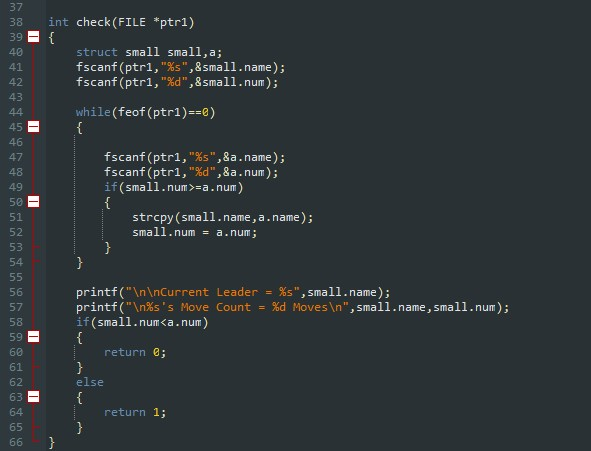 37
38 int check(FILE *ptr1)
39 {
40     struct small small,a;
41     fscanf(ptr1,"%s",&small.name);
42     fscanf(ptr1,"%d",&small.num);
43
44     while(feof(ptr1)==0)
45     {
46
47         fscanf(ptr1,"%s",&a.name);
48         fscanf(ptr1,"%d",&a.num);
49         if(small.num>=a.num)
50         {
51             strcpy(small.name,a.name);
52             small.num = a.num;
53         }
54     }
55
56     printf("\n\nCurrent Leader = %s",small.name);
57     printf("\n%s's Move Count = %d Moves\n",small.name,small.num);
58     if(small.num<a.num)
59     {
60         return 0;
61     }
62     else
63     {
64         return 1;
65     }
66 }